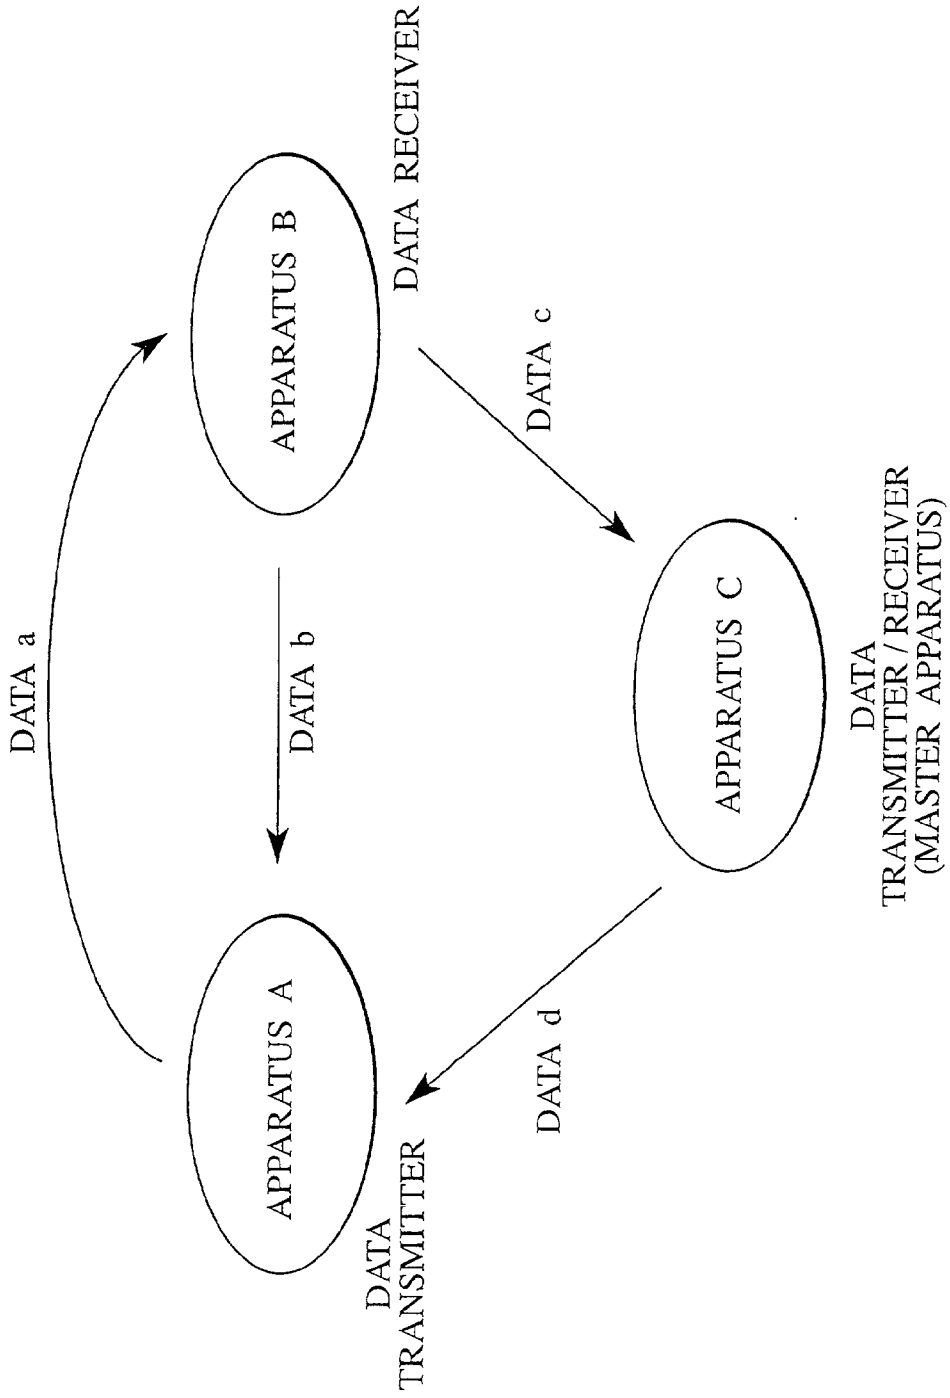 DATA a
APPARATUS A
APPARATUS B
DATA b
DATA
TRANSMITTER
DATA RECEIVER
DATA d
DATA c
APPARATUS C
DATA
TRANSMITTER / RECEIVER
(MASTER APPARATUS)